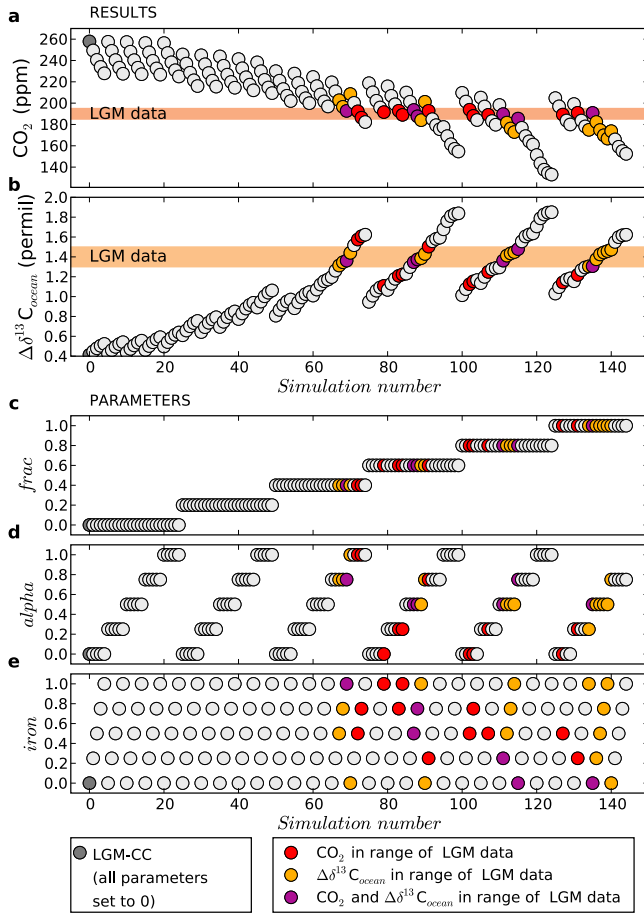 a RESULTS
260
240
220
200
180
160
140
CO₂ (ppm)
LGM data
b
2.0
1.8
1.6
1.4
1.2
1.0
0.8
0.6
0.4
Δδ¹³C_ocean (permil)
LGM data
0 20 40 60 80 100 120 140
Simulation number
c PARAMETERS
1.0
0.8
0.6
0.4
0.2
0.0
frac
d
1.0
0.8
0.6
0.4
0.2
0.0
alpha
e
1.0
0.8
0.6
0.4
0.2
0.0
iron
0 20 40 60 80 100 120 140
Simulation number
LGM-CC
(all parameters
set to 0)
CO₂ in range of LGM data
Δδ¹³C_ocean in range of LGM data
CO₂ and Δδ¹³C_ocean in range of LGM data